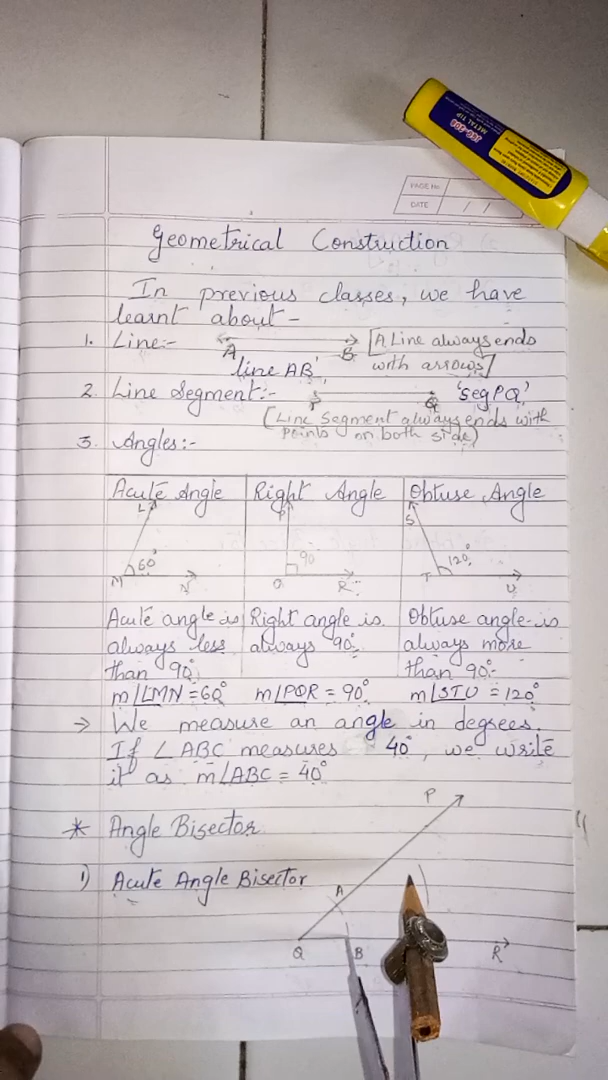 JSD-208
METAL TIP
PAGE No
DATE / /
Geometrical Construction
In previous classes, we have
learnt about -
1. Line:- A B [A Line always ends
line AB' with arrows]
2. Line Segment:- P Q 'seg PQ'
(Line Segment always ends with
points on both side)
3. Angles:-
Acute Angle Right Angle Obtuse Angle
L P S
60° 90 120°
M N Q R T U
Acute angle is Right angle is Obtuse angle is
always less always 90° always more
than 90° than 90°
m∠LMN = 60° m∠PQR = 90° m∠STU = 120°
→ We measure an angle in degrees.
If ∠ABC measures 40°, we write
it as m∠ABC = 40°
P
* Angle Bisector
1) Acute Angle Bisector
A
Q B R